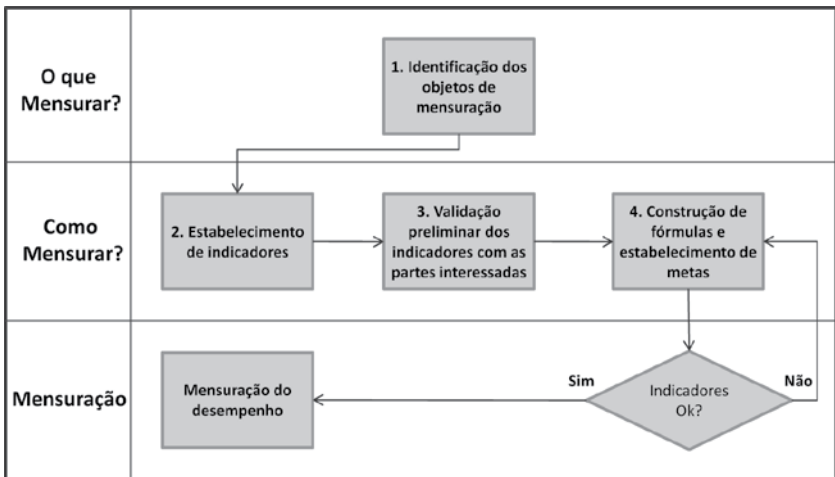 O que
Mensurar?
1. Identificação dos
objetos de
mensuração
Como
Mensurar?
2. Estabelecimento
de indicadores
3. Validação
preliminar dos
indicadores com as
partes interessadas
4. Construção de
fórmulas e
estabelecimento de
metas
Mensuração
Mensuração do
desempenho
Sim
Indicadores
Ok?
Não